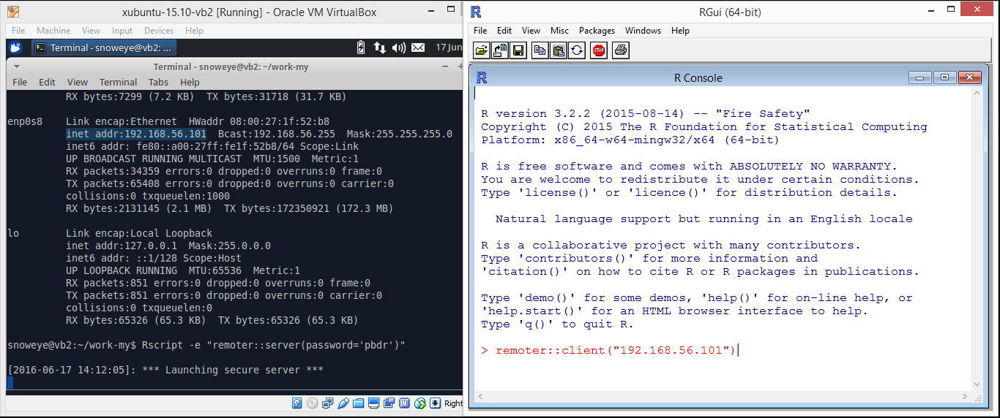 xubuntu-15.10-vb2 [Running] - Oracle VM VirtualBox
File Machine View Input Devices Help
Terminal - snoweye@vb2: ...
17 Jun
Terminal - snoweye@vb2: ~/work-my
File Edit View Terminal Tabs Help
RX bytes:7299 (7.2 KB)  TX bytes:31718 (31.7 KB)
enp0s8    Link encap:Ethernet  HWaddr 08:00:27:1f:52:b8
inet addr:192.168.56.101  Bcast:192.168.56.255  Mask:255.255.255.0
inet6 addr: fe80::a00:27ff:fe1f:52b8/64 Scope:Link
UP BROADCAST RUNNING MULTICAST  MTU:1500  Metric:1
RX packets:34359 errors:0 dropped:0 overruns:0 frame:0
TX packets:65408 errors:0 dropped:0 overruns:0 carrier:0
collisions:0 txqueuelen:1000
RX bytes:2131145 (2.1 MB)  TX bytes:172350921 (172.3 MB)
lo        Link encap:Local Loopback
inet addr:127.0.0.1  Mask:255.0.0.0
inet6 addr: ::1/128 Scope:Host
UP LOOPBACK RUNNING  MTU:65536  Metric:1
RX packets:851 errors:0 dropped:0 overruns:0 frame:0
TX packets:851 errors:0 dropped:0 overruns:0 carrier:0
collisions:0 txqueuelen:0
RX bytes:65326 (65.3 KB)  TX bytes:65326 (65.3 KB)
snoweye@vb2:~/work-my$ Rscript -e "remoter::server(password='pbdr')"
[2016-06-17 14:12:05]: *** Launching secure server ***
Right
RGui (64-bit)
File Edit View Misc Packages Windows Help
STOP
R Console
R version 3.2.2 (2015-08-14) -- "Fire Safety"
Copyright (C) 2015 The R Foundation for Statistical Computing
Platform: x86_64-w64-mingw32/x64 (64-bit)
R is free software and comes with ABSOLUTELY NO WARRANTY.
You are welcome to redistribute it under certain conditions.
Type 'license()' or 'licence()' for distribution details.
Natural language support but running in an English locale
R is a collaborative project with many contributors.
Type 'contributors()' for more information and
'citation()' on how to cite R or R packages in publications.
Type 'demo()' for some demos, 'help()' for on-line help, or
'help.start()' for an HTML browser interface to help.
Type 'q()' to quit R.
> remoter::client("192.168.56.101")